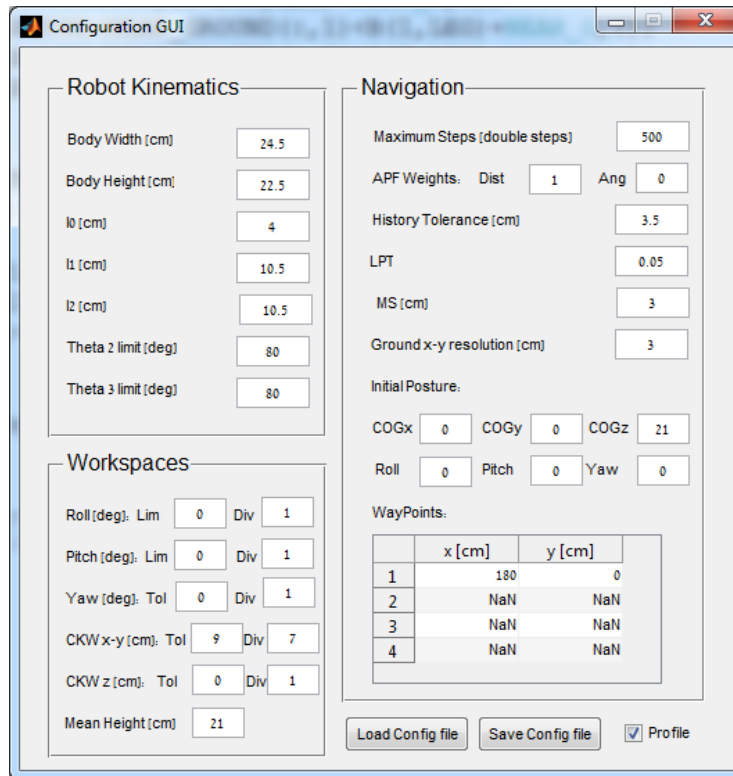 Configuration GUI
Robot Kinematics
Body Width [cm] 24.5
Body Height [cm] 22.5
l0 [cm] 4
l1 [cm] 10.5
l2 [cm] 10.5
Theta 2 limit [deg] 80
Theta 3 limit [deg] 80
Workspaces
Roll [deg]: Lim 0 Div 1
Pitch [deg]: Lim 0 Div 1
Yaw [deg]: Tol 0 Div 1
CKW x-y [cm]: Tol 9 Div 7
CKW z [cm]: Tol 0 Div 1
Mean Height [cm] 21
Navigation
Maximum Steps [double steps] 500
APF Weights: Dist 1 Ang 0
History Tolerance [cm] 3.5
LPT 0.05
MS [cm] 3
Ground x-y resolution [cm] 3
Initial Posture:
COGx 0 COGy 0 COGz 21
Roll 0 Pitch 0 Yaw 0
WayPoints:
x [cm] y [cm]
1 180 0
2 NaN NaN
3 NaN NaN
4 NaN NaN
Load Config file Save Config file Profile